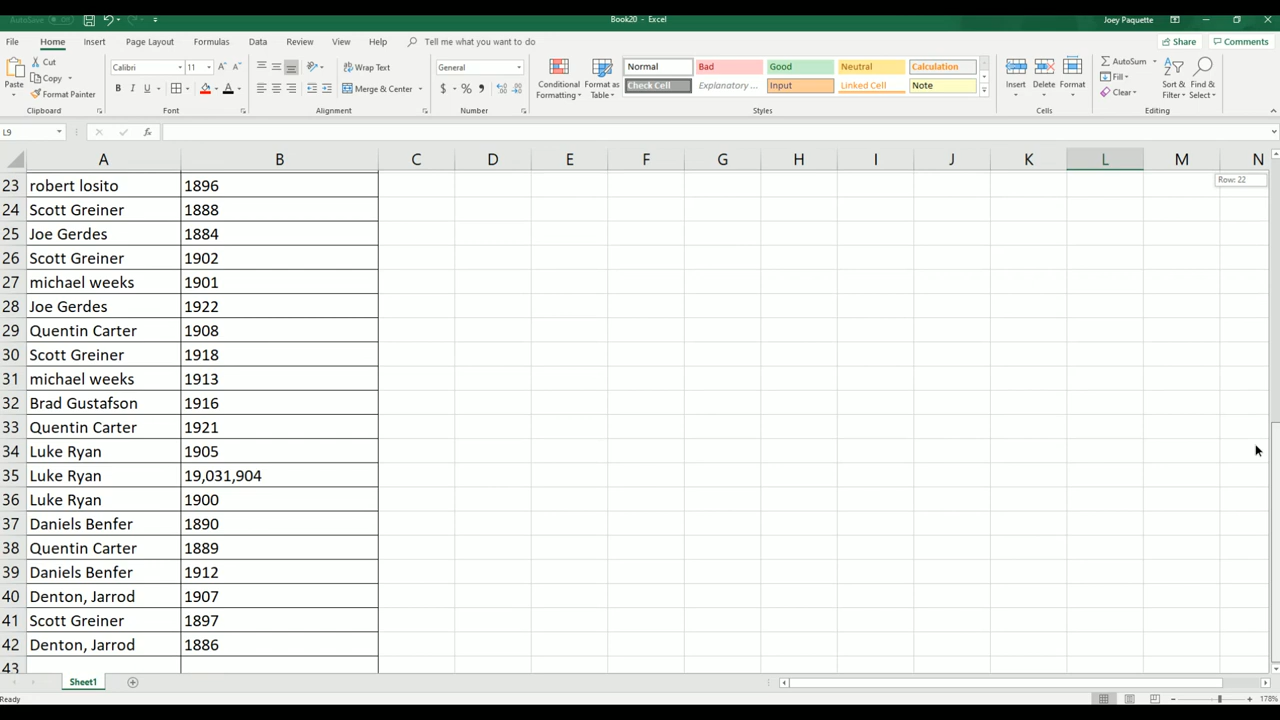 AutoSave Off
Book20 - Excel
Joey Paquette
File Home Insert Page Layout Formulas Data Review View Help Tell me what you want to do
Share Comments
Paste
Cut
Copy
Format Painter
Clipboard
Calibri 11
B I U
Font
Wrap Text
Merge & Center
Alignment
General
$ % 9
Number
Conditional Formatting
Format as Table
Normal Bad Good Neutral Calculation
Check Cell Explanatory ... Input Linked Cell Note
Styles
Insert Delete Format
Cells
AutoSum
Fill
Clear
Sort & Filter
Find & Select
Editing
L9
fx
A B C D E F G H I J K L M N
Row: 22
23 robert losito 1896
24 Scott Greiner 1888
25 Joe Gerdes 1884
26 Scott Greiner 1902
27 michael weeks 1901
28 Joe Gerdes 1922
29 Quentin Carter 1908
30 Scott Greiner 1918
31 michael weeks 1913
32 Brad Gustafson 1916
33 Quentin Carter 1921
34 Luke Ryan 1905
35 Luke Ryan 19,031,904
36 Luke Ryan 1900
37 Daniels Benfer 1890
38 Quentin Carter 1889
39 Daniels Benfer 1912
40 Denton, Jarrod 1907
41 Scott Greiner 1897
42 Denton, Jarrod 1886
43
Sheet1
Ready
178%